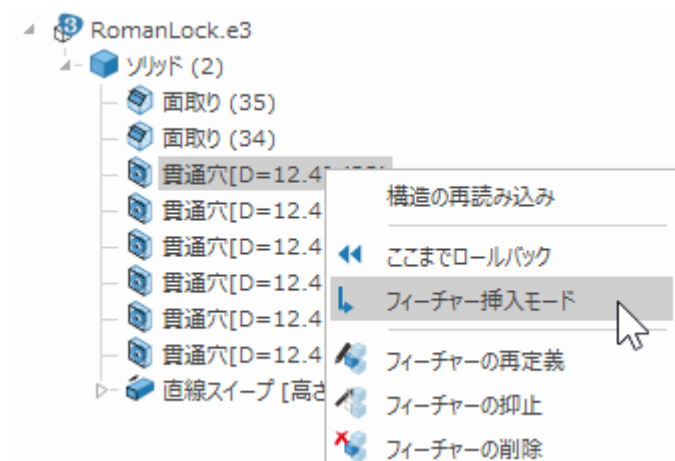 RomanLock.e3
ソリッド (2)
面取り (35)
面取り (34)
貫通穴[D=12.4]
貫通穴[D=12.4
貫通穴[D=12.4
貫通穴[D=12.4
貫通穴[D=12.4
貫通穴[D=12.4
直線スイープ [高さ
構造の再読み込み
ここまでロールバック
フィーチャー挿入モード
フィーチャーの再定義
フィーチャーの抑止
フィーチャーの削除